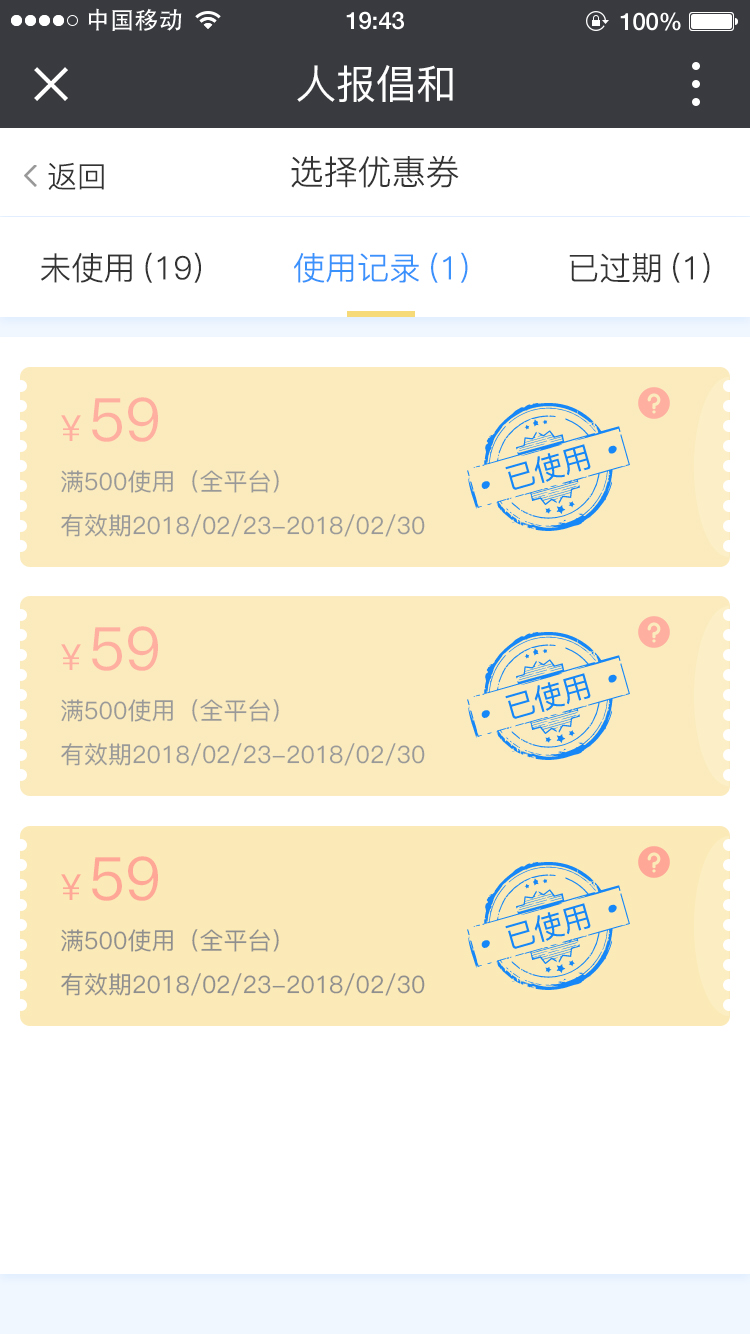 中国移动 19:43 100%
人报倡和
返回 选择优惠券
未使用(19) 使用记录(1) 已过期(1)
¥59
满500使用（全平台）
有效期2018/02/23-2018/02/30
已使用
?
¥59
满500使用（全平台）
有效期2018/02/23-2018/02/30
已使用
?
¥59
满500使用（全平台）
有效期2018/02/23-2018/02/30
已使用
?